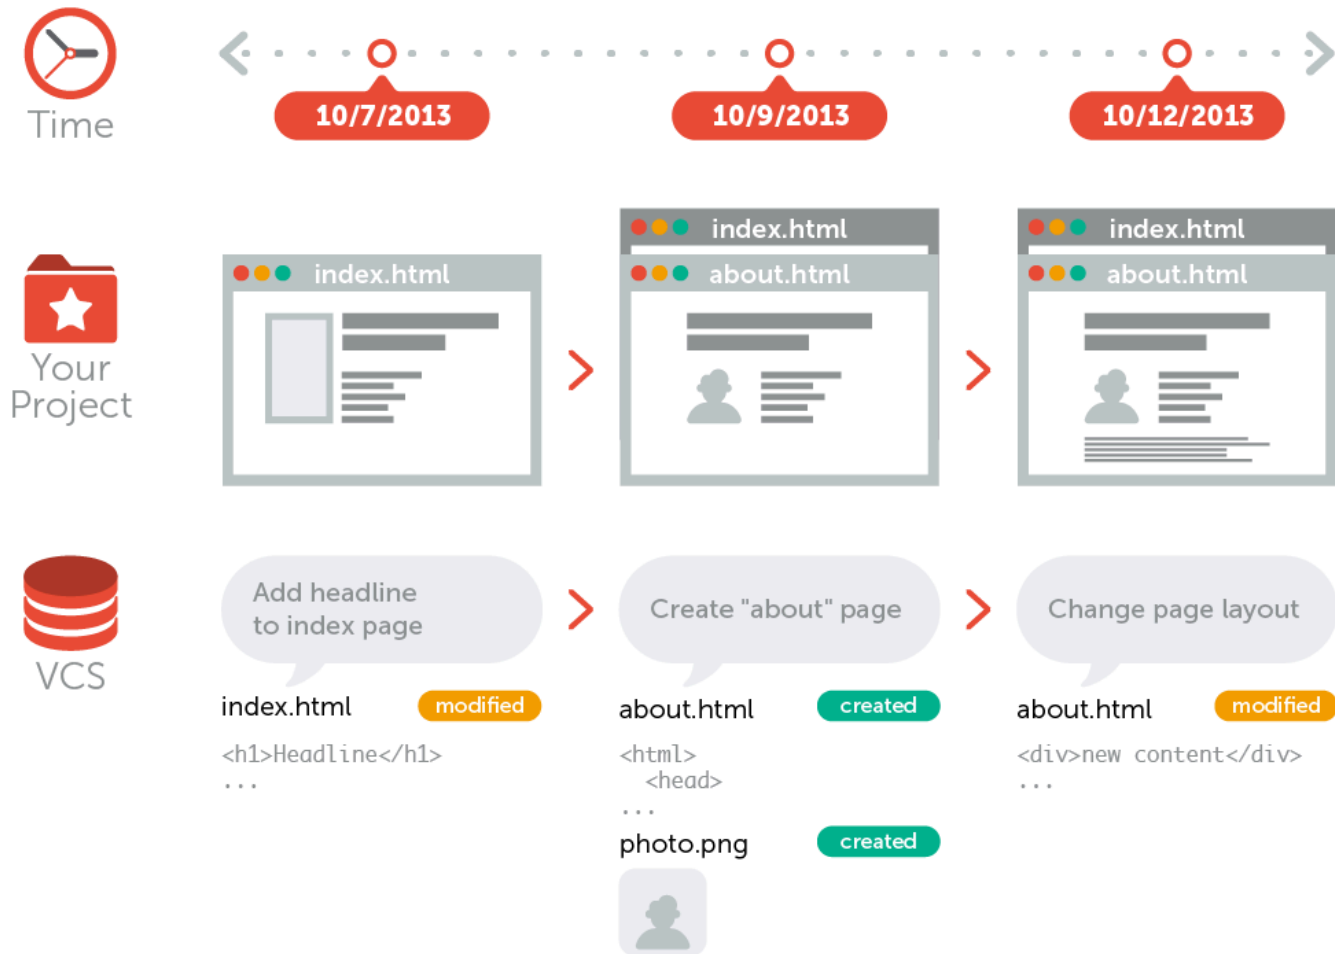 Time
10/7/2013
10/9/2013
10/12/2013
Your
Project
index.html
index.html
about.html
index.html
about.html
VCS
Add headline
to index page
index.html
modified
<h1>Headline</h1>
...
Create "about" page
about.html
created
<html>
<head>
...
photo.png
created
Change page layout
about.html
modified
<div>new content</div>
...